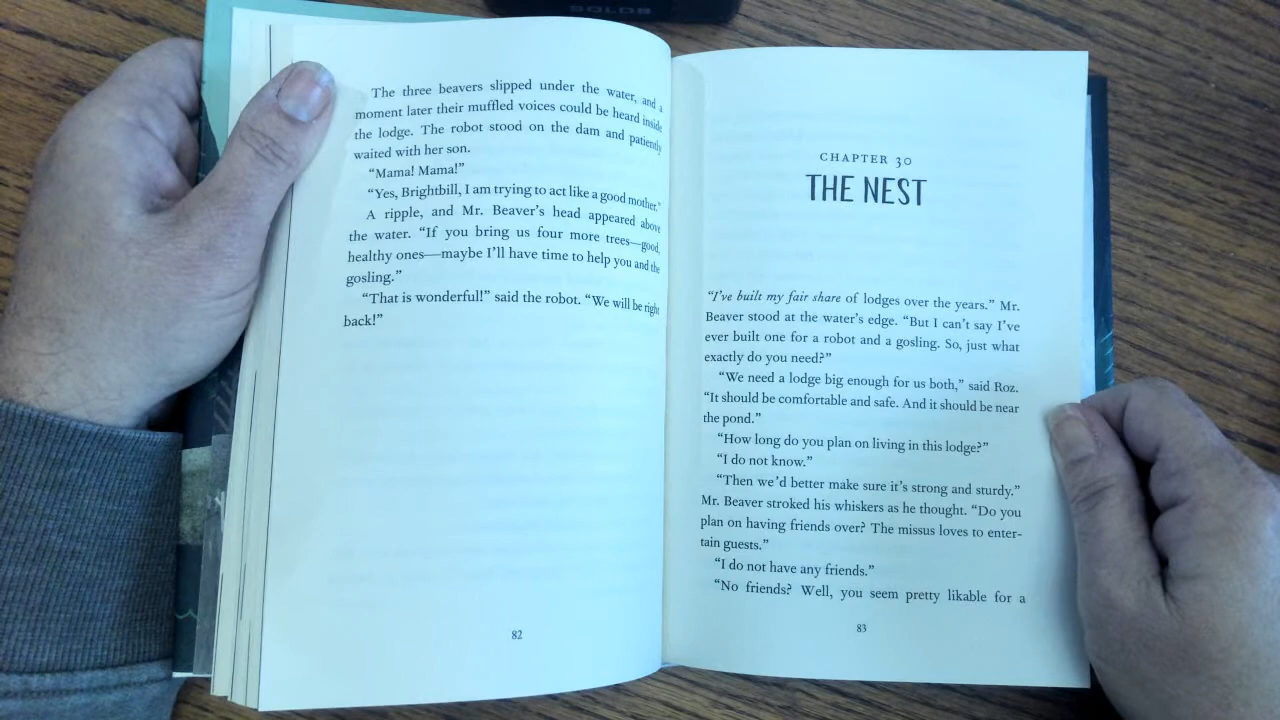 The three beavers slipped under the water, and a
moment later their muffled voices could be heard inside
the lodge. The robot stood on the dam and patiently
waited with her son.
“Mama! Mama!”
“Yes, Brightbill, I am trying to act like a good mother.”
A ripple, and Mr. Beaver’s head appeared above
the water. “If you bring us four more trees—good,
healthy ones—maybe I’ll have time to help you and the
gosling.”
“That is wonderful!” said the robot. “We will be right
back!”
82
CHAPTER 30
THE NEST
“I’ve built my fair share of lodges over the years.” Mr.
Beaver stood at the water’s edge. “But I can’t say I’ve
ever built one for a robot and a gosling. So, just what
exactly do you need?”
“We need a lodge big enough for us both,” said Roz.
“It should be comfortable and safe. And it should be near
the pond.”
“How long do you plan on living in this lodge?”
“I do not know.”
“Then we’d better make sure it’s strong and sturdy.”
Mr. Beaver stroked his whiskers as he thought. “Do you
plan on having friends over? The missus loves to enter-
tain guests.”
“I do not have any friends.”
“No friends? Well, you seem pretty likable for a
83